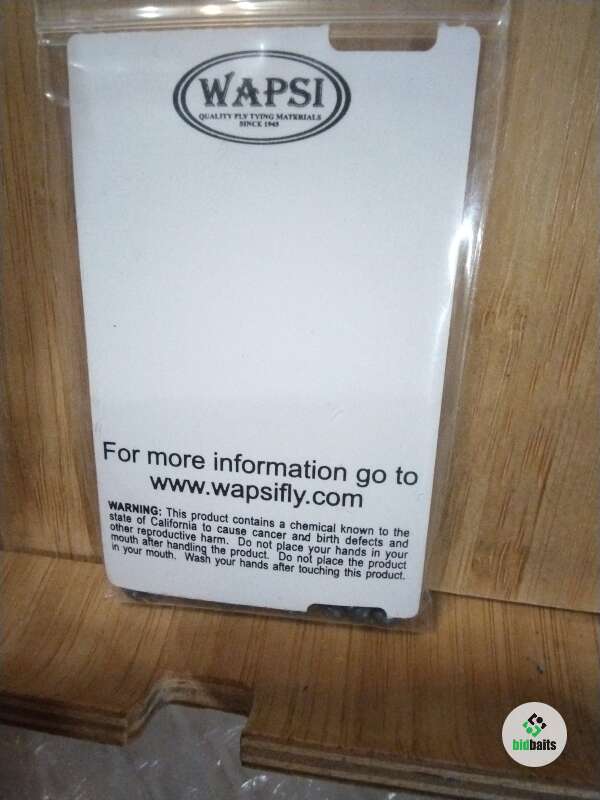 WAPSI
QUALITY FLY TYING MATERIALS
SINCE 1945
For more information go to
www.wapsifly.com
WARNING: This product contains a chemical known to the
state of California to cause cancer and birth defects and
other reproductive harm. Do not place your hands in your
mouth after handling the product. Do not place the product
in your mouth. Wash your hands after touching this product.
bidbaits